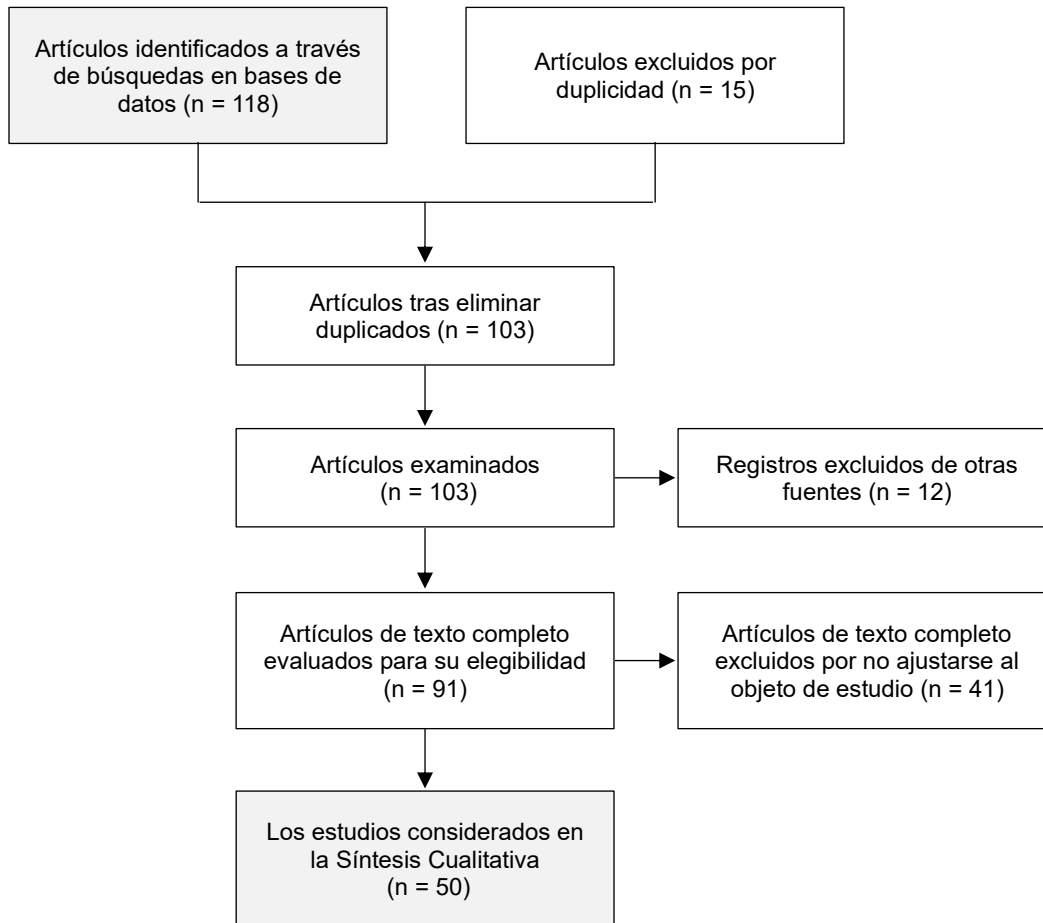 Artículos identificados a través
de búsquedas en bases de
datos (n = 118)
Artículos excluidos por
duplicidad (n = 15)
Artículos tras eliminar
duplicados (n = 103)
Artículos examinados
(n = 103)
Registros excluidos de otras
fuentes (n = 12)
Artículos de texto completo
evaluados para su elegibilidad
(n = 91)
Artículos de texto completo
excluidos por no ajustarse al
objeto de estudio (n = 41)
Los estudios considerados en
la Síntesis Cualitativa
(n = 50)